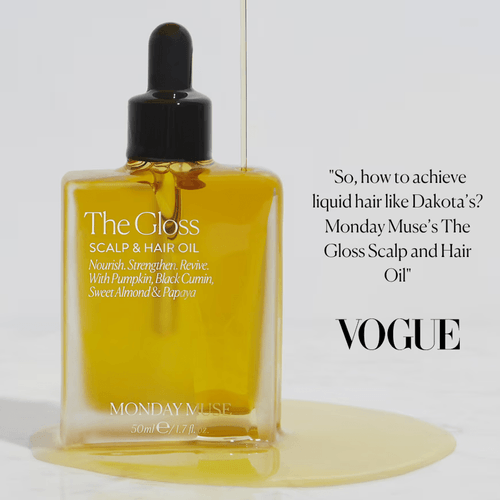 The Gloss
SCALP & HAIR OIL
Nourish. Strengthen. Revive.
With Pumpkin, Black Cumin,
Sweet Almond & Papaya
MONDAY MUSE
50ml ℮ / 1.7 fl. oz.
"So, how to achieve
liquid hair like Dakota's?
Monday Muse's The
Gloss Scalp and Hair
Oil"
VOGUE